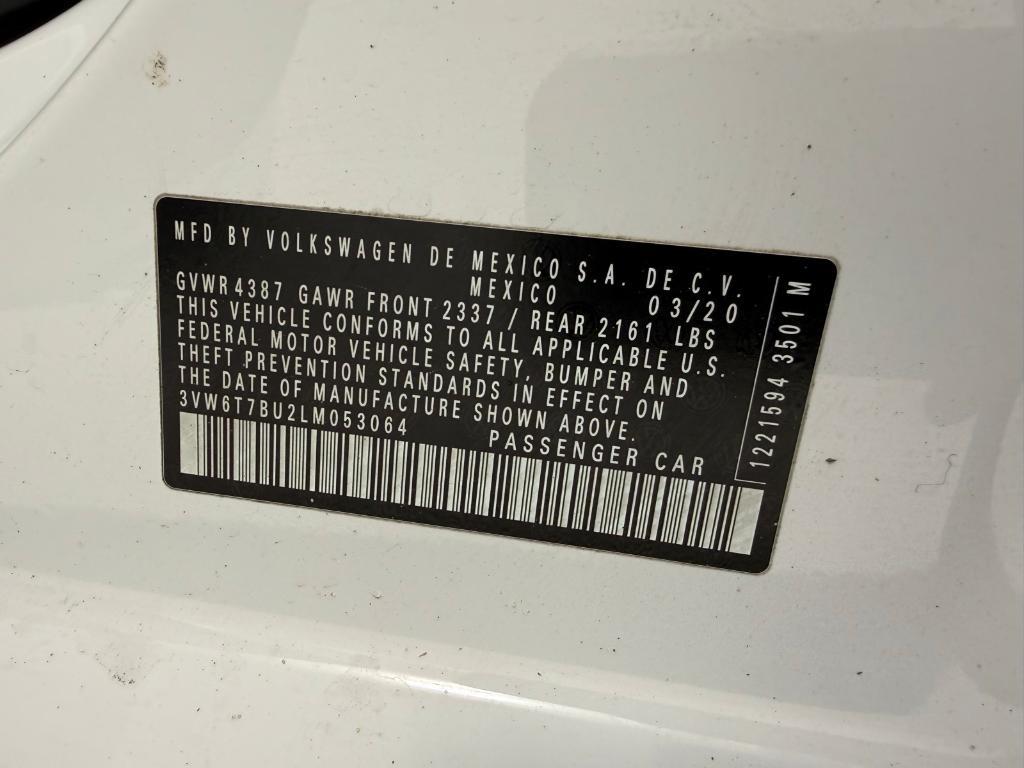 MFD BY VOLKSWAGEN DE MEXICO S.A. DE C.V.
MEXICO 03/20
GVWR 4387 GAWR FRONT 2337 / REAR 2161 LBS
THIS VEHICLE CONFORMS TO ALL APPLICABLE U.S.
FEDERAL MOTOR VEHICLE SAFETY, BUMPER AND
THEFT PREVENTION STANDARDS IN EFFECT ON
THE DATE OF MANUFACTURE SHOWN ABOVE.
3VW6T7BU2LM053064 PASSENGER CAR
1221594 3501 M